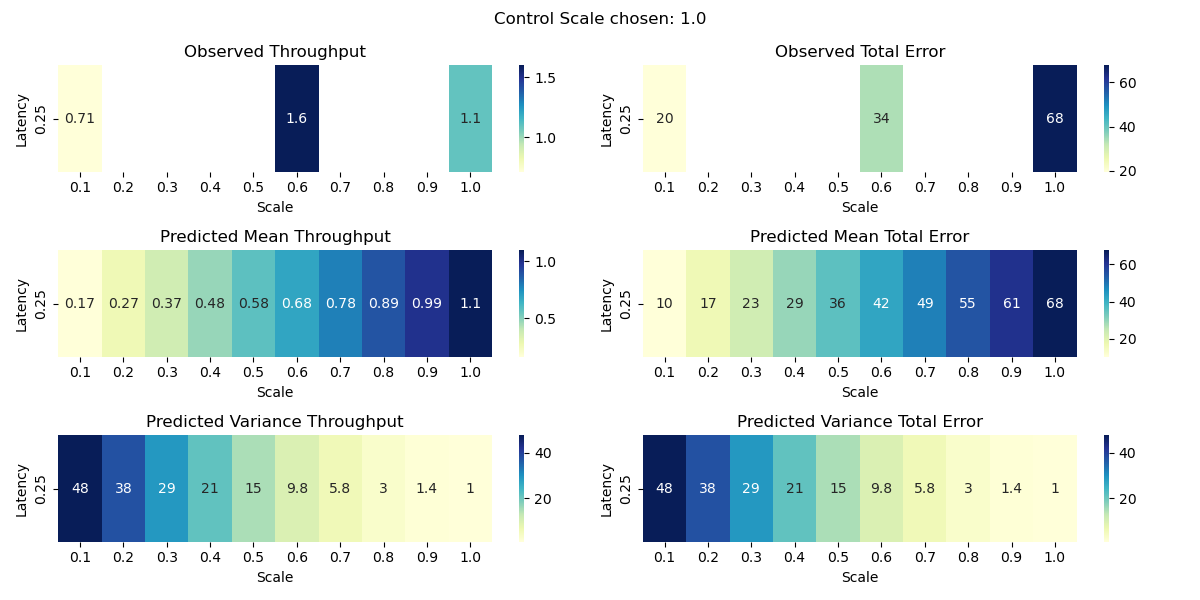 Control Scale chosen: 1.0
Observed Throughput
Latency
0.25
0.71 1.6 1.1
0.1 0.2 0.3 0.4 0.5 0.6 0.7 0.8 0.9 1.0
Scale
1.5
1.0
Observed Total Error
Latency
0.25
20 34 68
0.1 0.2 0.3 0.4 0.5 0.6 0.7 0.8 0.9 1.0
Scale
60
40
20
Predicted Mean Throughput
Latency
0.25
0.17 0.27 0.37 0.48 0.58 0.68 0.78 0.89 0.99 1.1
0.1 0.2 0.3 0.4 0.5 0.6 0.7 0.8 0.9 1.0
Scale
1.0
0.5
Predicted Mean Total Error
Latency
0.25
10 17 23 29 36 42 49 55 61 68
0.1 0.2 0.3 0.4 0.5 0.6 0.7 0.8 0.9 1.0
Scale
60
40
20
Predicted Variance Throughput
Latency
0.25
48 38 29 21 15 9.8 5.8 3 1.4 1
0.1 0.2 0.3 0.4 0.5 0.6 0.7 0.8 0.9 1.0
Scale
40
20
Predicted Variance Total Error
Latency
0.25
48 38 29 21 15 9.8 5.8 3 1.4 1
0.1 0.2 0.3 0.4 0.5 0.6 0.7 0.8 0.9 1.0
Scale
40
20